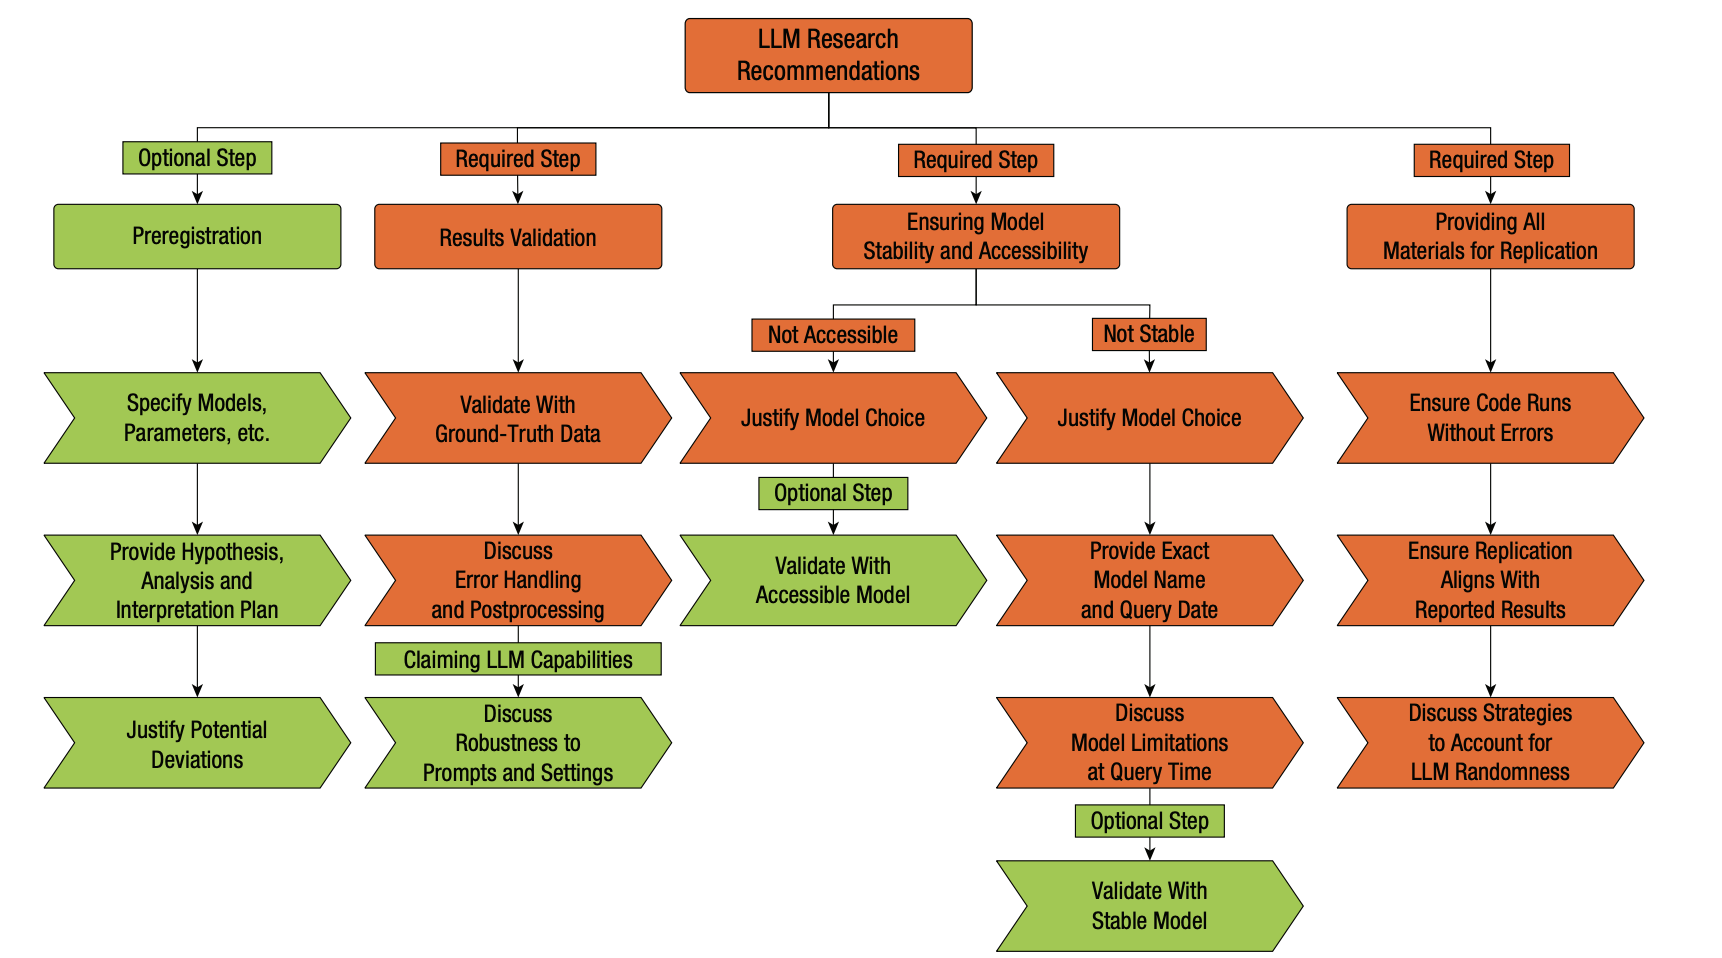 LLM Research
Recommendations
Optional Step
Required Step
Required Step
Required Step
Preregistration
Results Validation
Ensuring Model
Stability and Accessibility
Providing All
Materials for Replication
Not Accessible
Not Stable
Specify Models,
Parameters, etc.
Validate With
Ground-Truth Data
Justify Model Choice
Justify Model Choice
Ensure Code Runs
Without Errors
Optional Step
Provide Hypothesis,
Analysis and
Interpretation Plan
Discuss
Error Handling
and Postprocessing
Validate With
Accessible Model
Provide Exact
Model Name
and Query Date
Ensure Replication
Aligns With
Reported Results
Claiming LLM Capabilities
Justify Potential
Deviations
Discuss
Robustness to
Prompts and Settings
Discuss
Model Limitations
at Query Time
Discuss Strategies
to Account for
LLM Randomness
Optional Step
Validate With
Stable Model